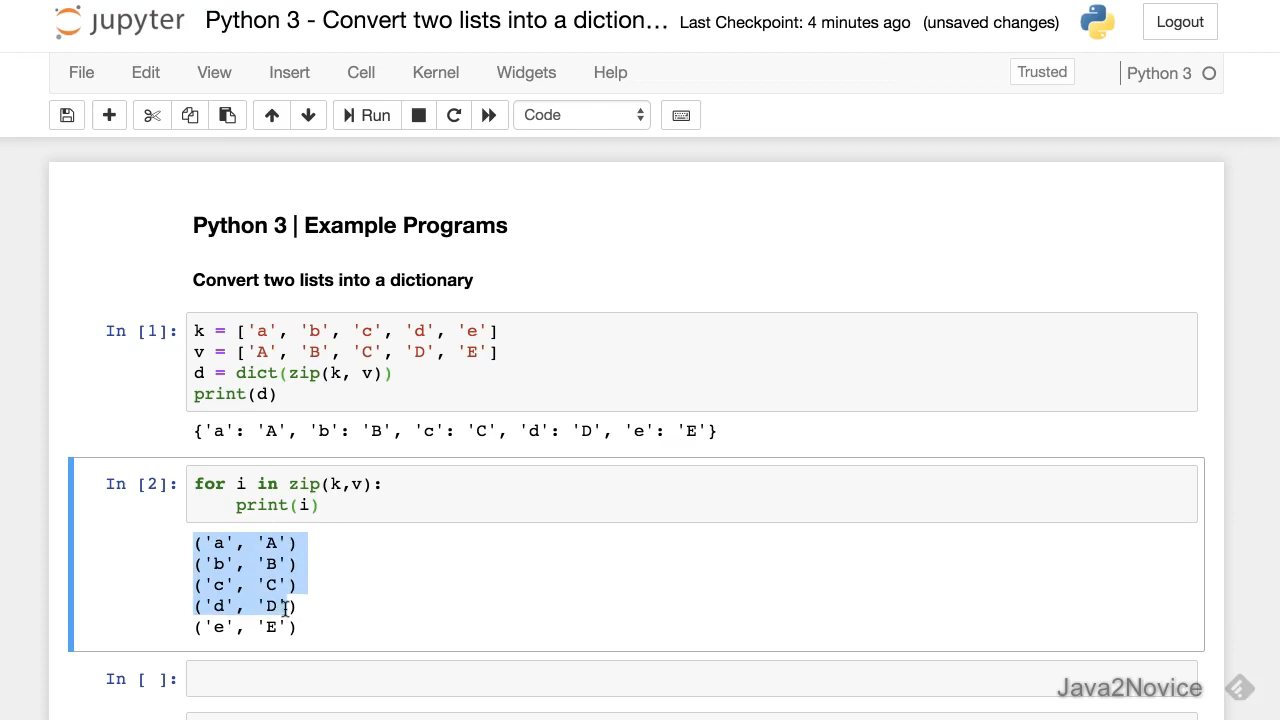 jupyter Python 3 - Convert two lists into a diction... Last Checkpoint: 4 minutes ago (unsaved changes) Logout
File Edit View Insert Cell Kernel Widgets Help Trusted Python 3
Run Code
Python 3 | Example Programs
Convert two lists into a dictionary
In [1]: k = ['a', 'b', 'c', 'd', 'e']
v = ['A', 'B', 'C', 'D', 'E']
d = dict(zip(k, v))
print(d)
{'a': 'A', 'b': 'B', 'c': 'C', 'd': 'D', 'e': 'E'}
In [2]: for i in zip(k,v):
    print(i)
('a', 'A')
('b', 'B')
('c', 'C')
('d', 'D')
('e', 'E')
In [ ]:
Java2Novice